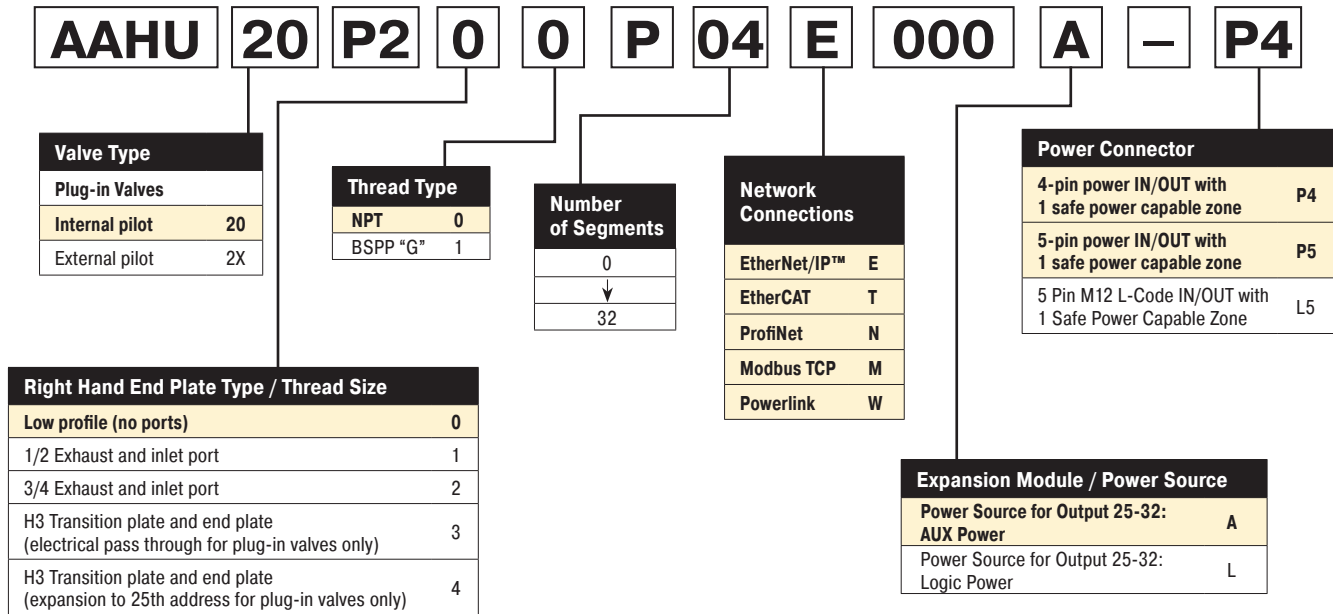 AAHU 20 P2 0 0 P 04 E 000 A – P4
Valve Type
Plug-in Valves
Internal pilot 20
External pilot 2X
Thread Type
NPT 0
BSPP “G” 1
Number
of Segments
0
32
Network
Connections
EtherNet/IP™ E
EtherCAT T
ProfiNet N
Modbus TCP M
Powerlink W
Power Connector
4-pin power IN/OUT with
1 safe power capable zone P4
5-pin power IN/OUT with
1 safe power capable zone P5
5 Pin M12 L-Code IN/OUT with
1 Safe Power Capable Zone L5
Right Hand End Plate Type / Thread Size
Low profile (no ports) 0
1/2 Exhaust and inlet port 1
3/4 Exhaust and inlet port 2
H3 Transition plate and end plate
(electrical pass through for plug-in valves only) 3
H3 Transition plate and end plate
(expansion to 25th address for plug-in valves only) 4
Expansion Module / Power Source
Power Source for Output 25-32:
AUX Power A
Power Source for Output 25-32:
Logic Power L